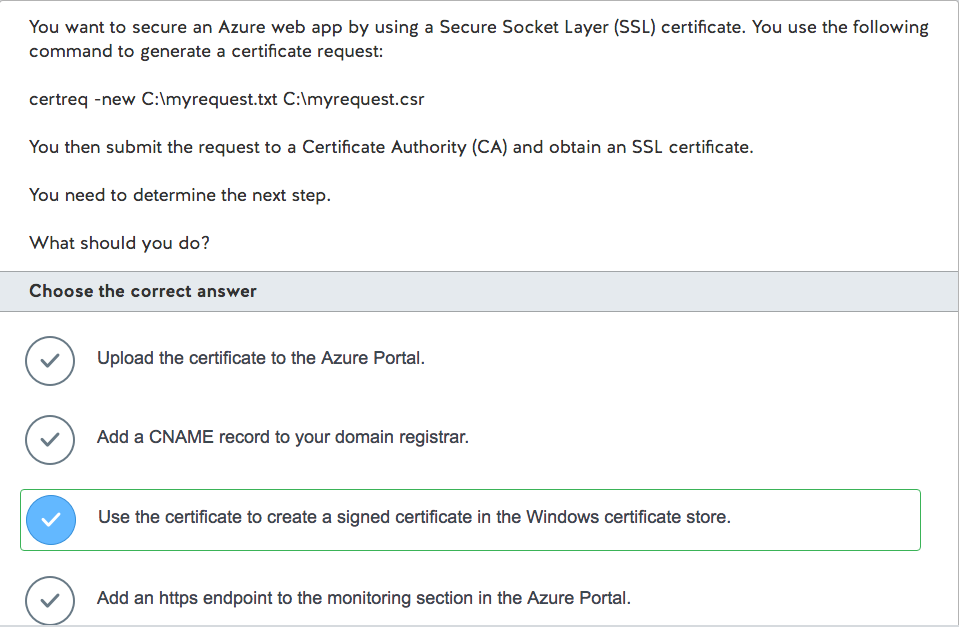 You want to secure an Azure web app by using a Secure Socket Layer (SSL) certificate. You use the following
command to generate a certificate request:
certreq -new C:\myrequest.txt C:\myrequest.csr
You then submit the request to a Certificate Authority (CA) and obtain an SSL certificate.
You need to determine the next step.
What should you do?
Choose the correct answer
Upload the certificate to the Azure Portal.
Add a CNAME record to your domain registrar.
Use the certificate to create a signed certificate in the Windows certificate store.
Add an https endpoint to the monitoring section in the Azure Portal.